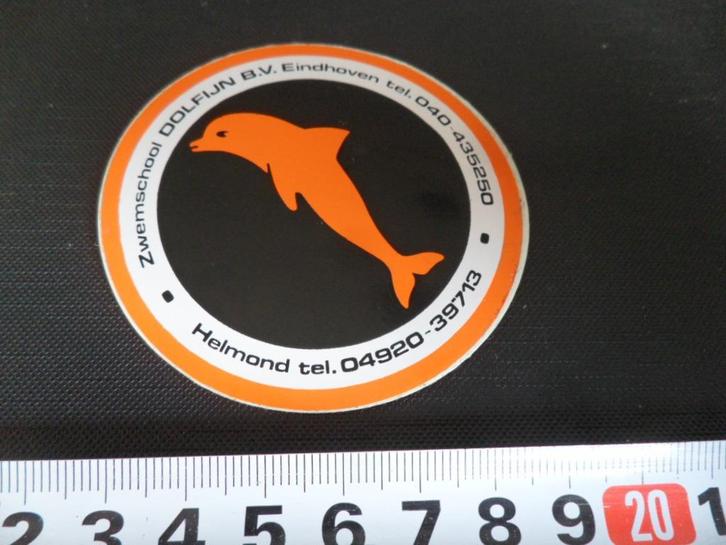 Zwemschool DOLFIJN B.V. Eindhoven tel. 040-435250
Helmond tel. 04920-39713
2 3 4 5 6 7 8 9 20 1